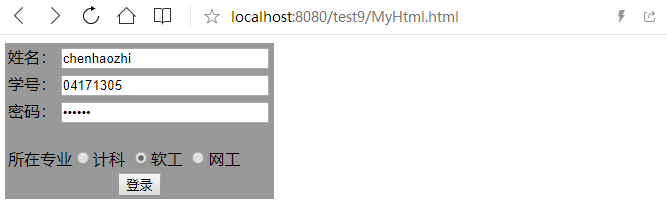 localhost:8080/test9/MyHtml.html
姓名： chenhaozhi
学号： 04171305
密码： ••••••
所在专业 计科 软工 网工
登录